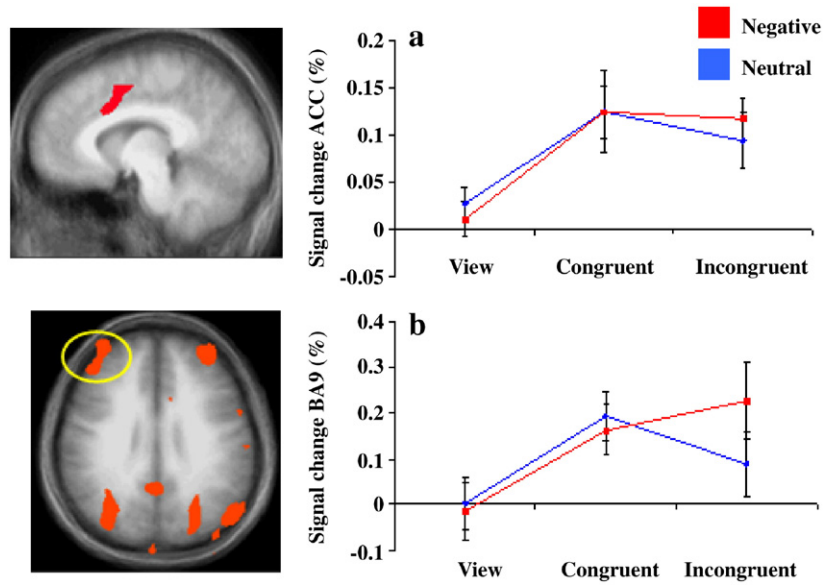 a
Negative
Neutral
Signal change ACC (%)
0.2
0.15
0.1
0.05
0
-0.05
View Congruent Incongruent
b
Signal change BA9 (%)
0.4
0.3
0.2
0.1
0
-0.1
View Congruent Incongruent